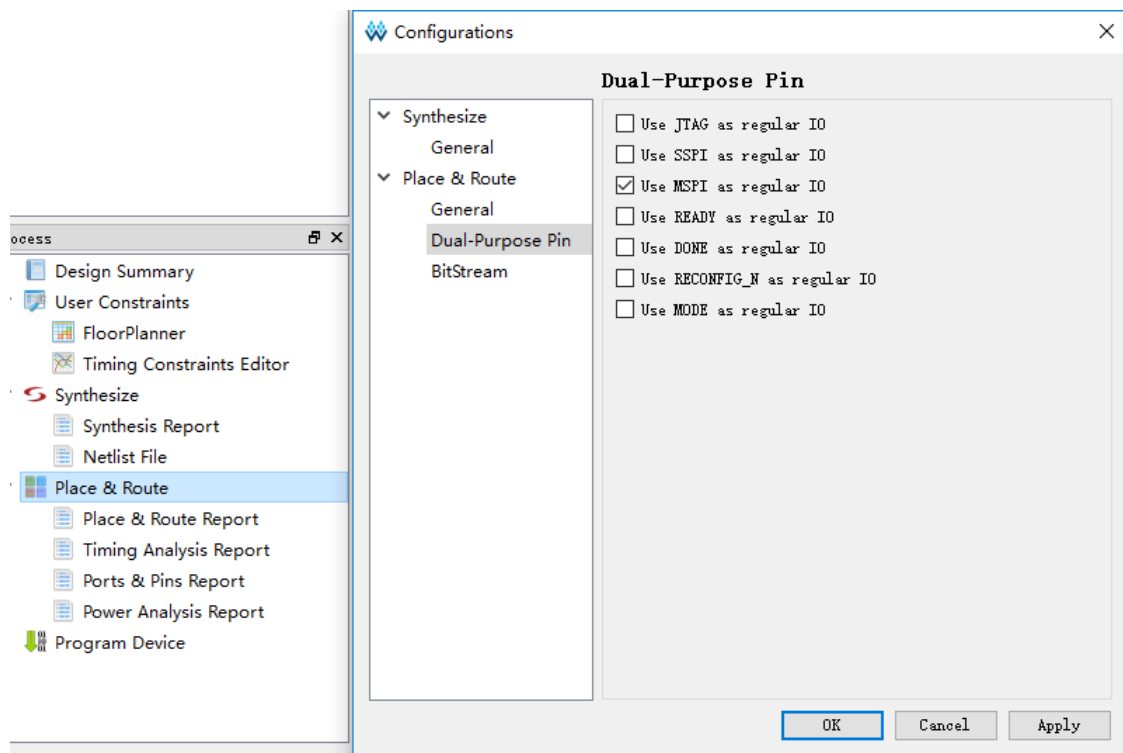 Configurations
Dual-Purpose Pin
Synthesize
General
Place & Route
General
Dual-Purpose Pin
BitStream
Use JTAG as regular IO
Use SSPI as regular IO
Use MSPI as regular IO
Use READY as regular IO
Use DONE as regular IO
Use RECONFIG_N as regular IO
Use MODE as regular IO
OK
Cancel
Apply
ocess
Design Summary
User Constraints
FloorPlanner
Timing Constraints Editor
Synthesize
Synthesis Report
Netlist File
Place & Route
Place & Route Report
Timing Analysis Report
Ports & Pins Report
Power Analysis Report
Program Device